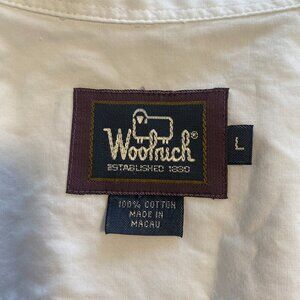 Woolrich®
ESTABLISHED 1830
L
100% COTTON
MADE IN
MACAU